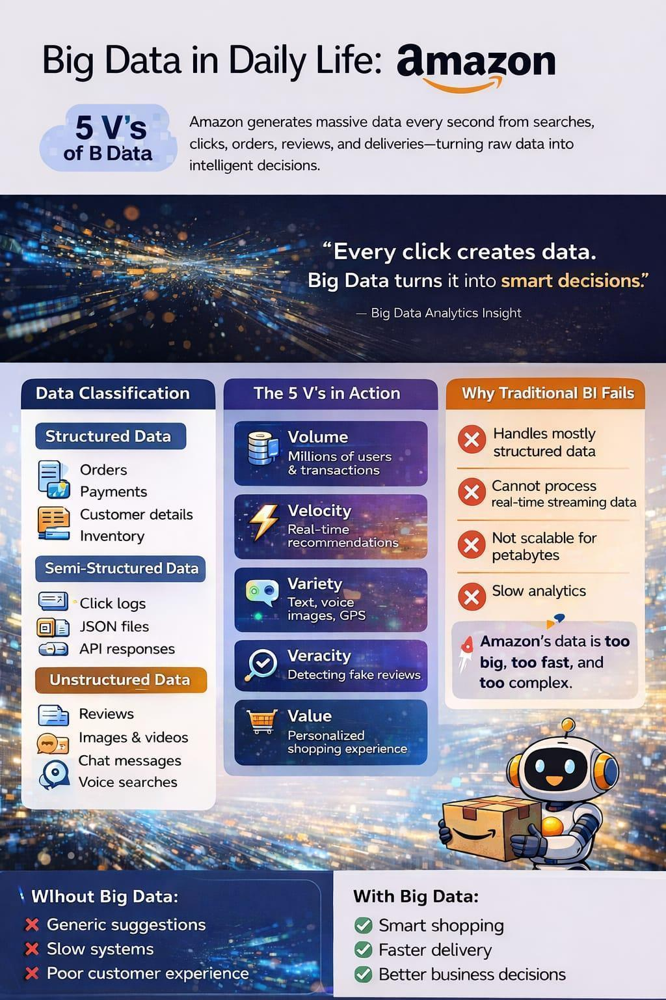 Big Data in Daily Life: amazon
5 V's
of B Data
Amazon generates massive data every second from searches,
clicks, orders, reviews, and deliveries—turning raw data into
intelligent decisions.
“Every click creates data.
Big Data turns it into smart decisions.”
— Big Data Analytics Insight
Data Classification
Structured Data
Orders
Payments
Customer details
Inventory
Semi-Structured Data
Click logs
JSON files
API responses
Unstructured Data
Reviews
Images & videos
Chat messages
Voice searches
The 5 V's in Action
Volume
Millions of users
& transactions
Velocity
Real-time
recommendations
Variety
Text, voice
images, GPS
Veracity
Detecting fake reviews
Value
Personalized
shopping experience
Why Traditional BI Fails
Handles mostly
structured data
Cannot process
real-time streaming data
Not scalable for
petabytes
Slow analytics
Amazon's data is too
big, too fast, and
too complex.
Wlhout Big Data:
Generic suggestions
Slow systems
Poor customer experience
With Big Data:
Smart shopping
Faster delivery
Better business decisions